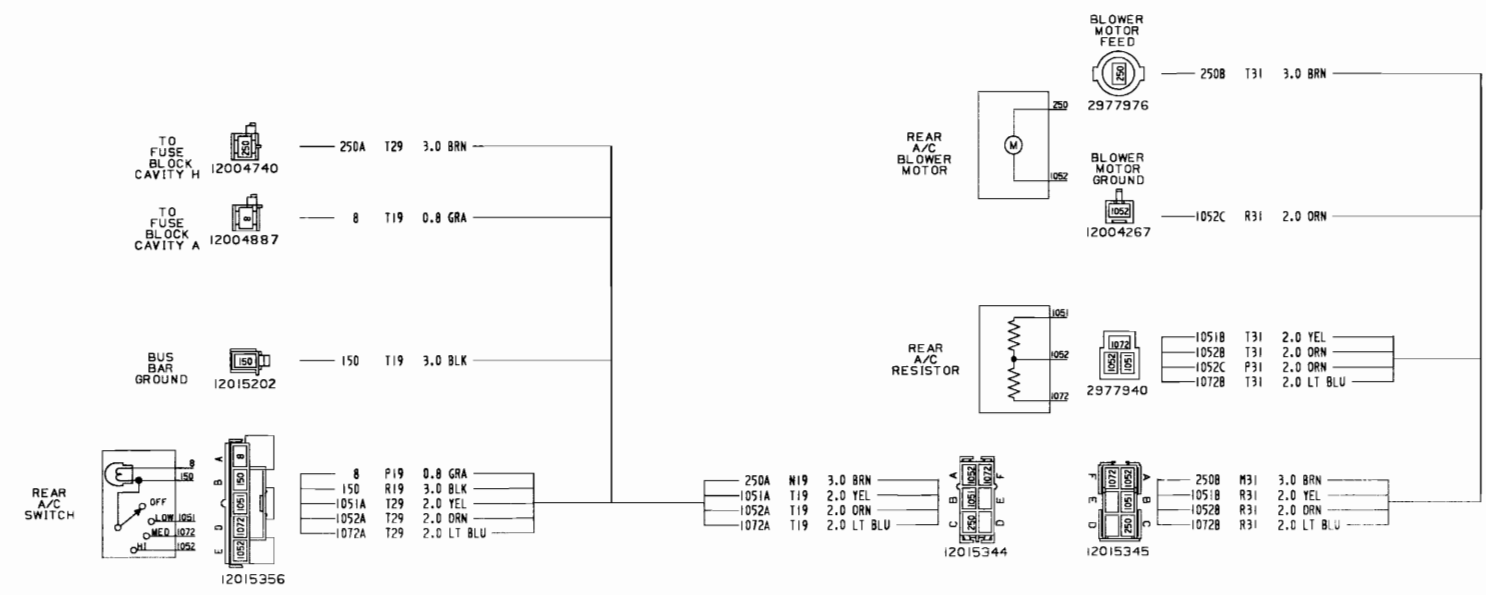 BLOWER
MOTOR
FEED
250
2977976
250B T31 3.0 BRN
REAR
A/C
BLOWER
MOTOR
250
M
1052
BLOWER
MOTOR
GROUND
1052
12004267
1052C R31 2.0 ORN
TO
FUSE
BLOCK
CAVITY H
250
12004740
250A T29 3.0 BRN
TO
FUSE
BLOCK
CAVITY A
8
12004887
8 T19 0.8 GRA
BUS
BAR
GROUND
150
12015202
150 T19 3.0 BLK
REAR
A/C
RESISTOR
1051
1052
1072
1072
1052
1051
2977940
1051B T31 2.0 YEL
1052B T31 2.0 ORN
1052C P31 2.0 ORN
1072B T31 2.0 LT BLU
REAR
A/C
SWITCH
8
150
OFF
LOW 1051
MED 1072
HI 1052
A 8
B 150
C 1051
D 1072
E 1052
12015356
8 P19 0.8 GRA
150 R19 3.0 BLK
1051A T29 2.0 YEL
1052A T29 2.0 ORN
1072A T29 2.0 LT BLU
250A N19 3.0 BRN
1051A T19 2.0 YEL
1052A T19 2.0 ORN
1072A T19 2.0 LT BLU
A 1052 1072 F
B 1051 E
C 250 D
12015344
F 1072 1052 A
E 1051 B
D 250 C
12015345
250B M31 3.0 BRN
1051B R31 2.0 YEL
1052B R31 2.0 ORN
1072B R31 2.0 LT BLU